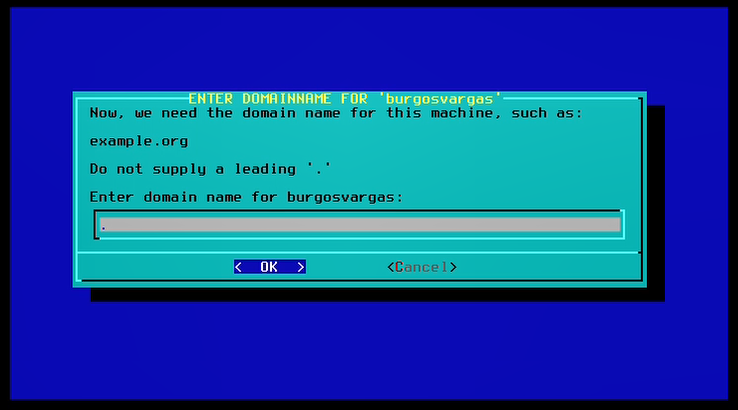 ENTER DOMAINNAME FOR 'burgosvargas'
Now, we need the domain name for this machine, such as:
example.org
Do not supply a leading '.'
Enter domain name for burgosvargas:
.
< OK > <Cancel>